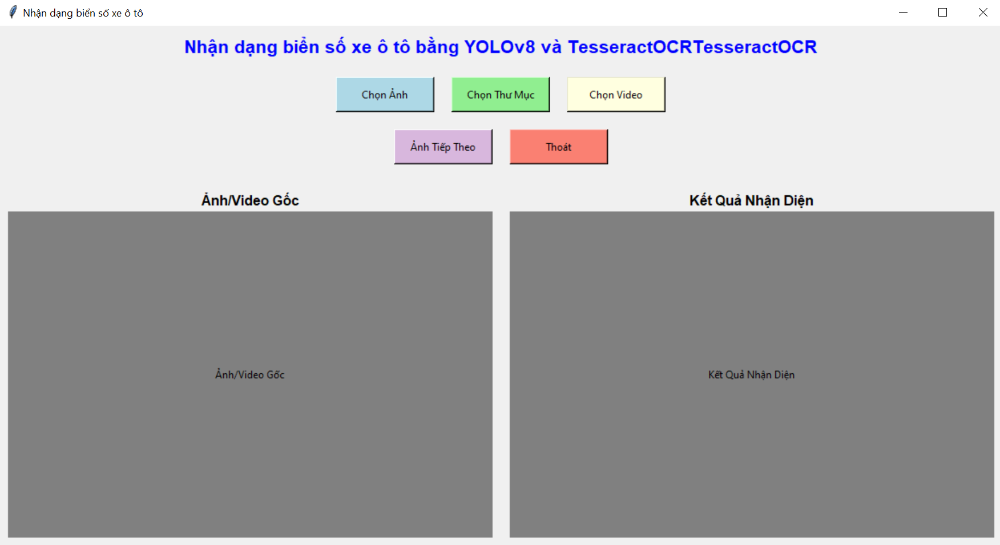 Nhận dạng biển số xe ô tô
Nhận dạng biển số xe ô tô bằng YOLOv8 và TesseractOCRTesseractOCR
Chọn Ảnh
Chọn Thư Mục
Chọn Video
Ảnh Tiếp Theo
Thoát
Ảnh/Video Gốc
Kết Quả Nhận Diện
Ảnh/Video Gốc
Kết Quả Nhận Diện